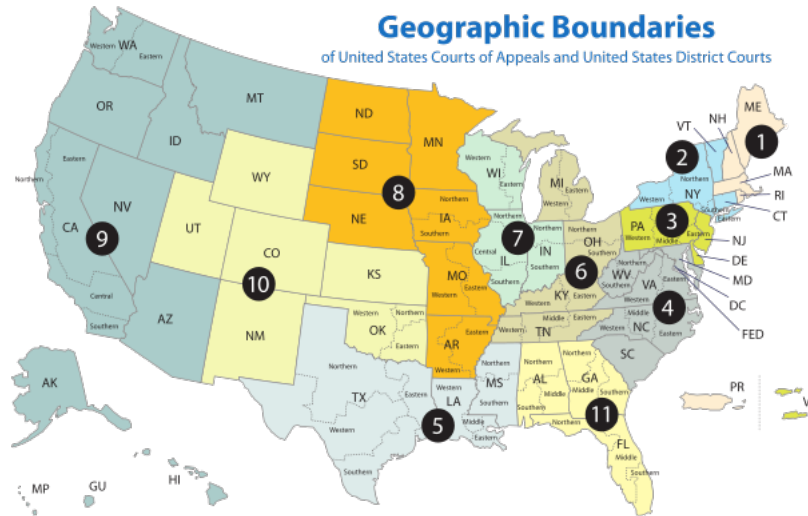 Geographic Boundaries
of United States Courts of Appeals and United States District Courts
WA
Western
Eastern
OR
MT
ID
Eastern
Northern
NV
CA
9
Central
Southern
AZ
AK
HI
MP
GU
WY
UT
CO
10
KS
NM
Western
Northern
OK
Eastern
ND
MN
SD
8
NE
Northern
IA
Southern
MO
Western
Eastern
Eastern
AR
Western
Northern
TX
Eastern
Western
Southern
Western
LA
Middle
Eastern
5
Northern
MS
Southern
Western
WI
Eastern
7
Northern
Central
IL
Southern
Northern
IN
Southern
MI
Eastern
Western
Northern
OH
Southern
6
KY
Western
Eastern
Western
Middle
Eastern
TN
Northern
AL
Middle
Southern
Northern
GA
Middle
Southern
11
Northern
FL
Middle
Southern
ME
1
NH
VT
2
MA
RI
CT
Northern
NY
Western
Southern
Eastern
3
PA
Western
Middle
Eastern
NJ
DE
MD
DC
FED
Northern
WV
Southern
VA
Eastern
Western
4
Middle
NC
Western
Eastern
SC
PR